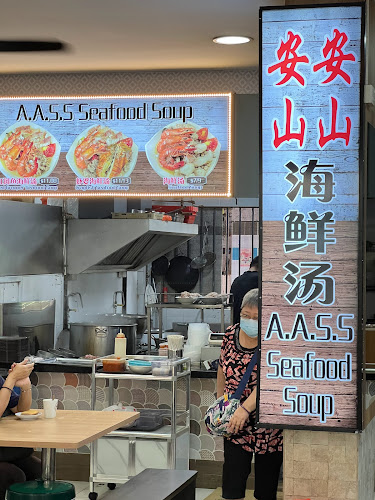 A.A.S.S Seafood Soup
安安
山山
海
鲜
汤
A.A.S.S
Seafood
Soup